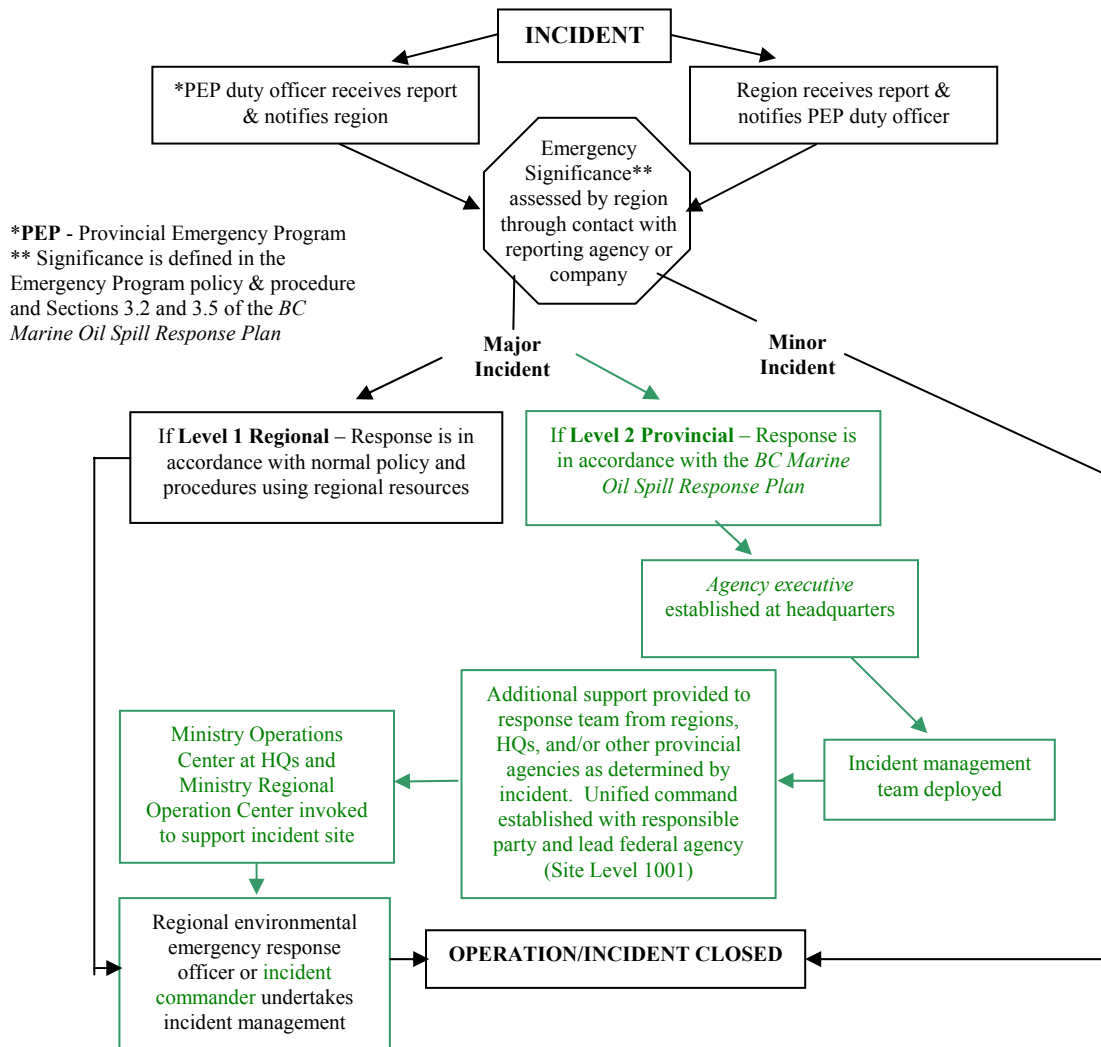 INCIDENT
*PEP duty officer receives report
& notifies region
Region receives report &
notifies PEP duty officer
Emergency
Significance**
assessed by region
through contact with
reporting agency or
company
*PEP - Provincial Emergency Program
** Significance is defined in the
Emergency Program policy & procedure
and Sections 3.2 and 3.5 of the BC
Marine Oil Spill Response Plan
Major
Incident
Minor
Incident
If Level 1 Regional – Response is in
accordance with normal policy and
procedures using regional resources
If Level 2 Provincial – Response is
in accordance with the BC Marine
Oil Spill Response Plan
Agency executive
established at headquarters
Incident management
team deployed
Additional support provided to
response team from regions,
HQs, and/or other provincial
agencies as determined by
incident. Unified command
established with responsible
party and lead federal agency
(Site Level 1001)
Ministry Operations
Center at HQs and
Ministry Regional
Operation Center invoked
to support incident site
Regional environmental
emergency response
officer or incident
commander undertakes
incident management
OPERATION/INCIDENT CLOSED